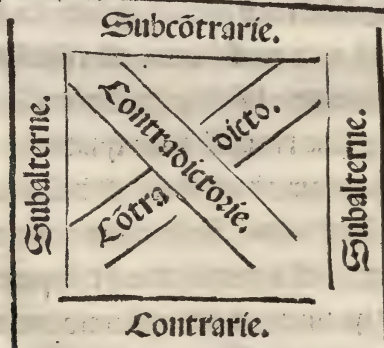 Subcõtrarie.
Subalterne.
Contradictorie.
Cõtra dicto.
Subalterne.
Contrarie.